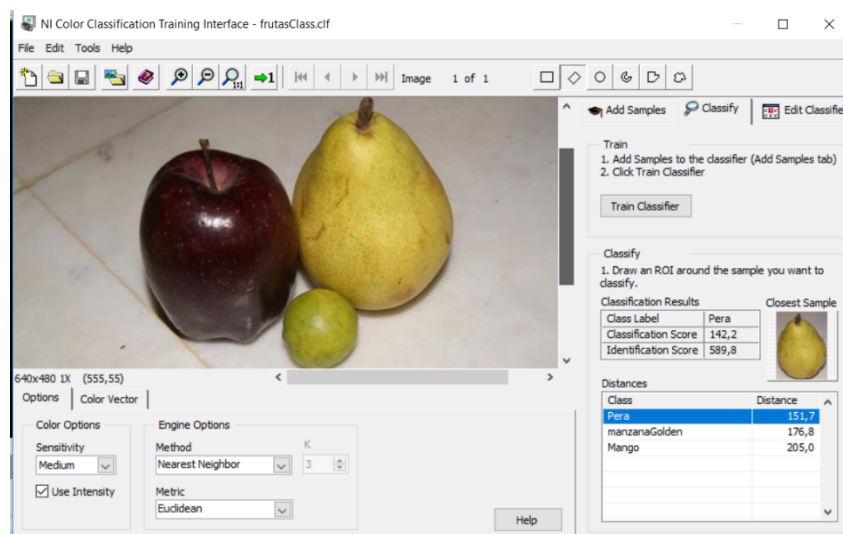 NI Color Classification Training Interface - frutasClass.clf
File Edit Tools Help
1:1 1 Image 1 of 1
Add Samples Classify Edit Classifie
Train
1. Add Samples to the classifier (Add Samples tab)
2. Click Train Classifier
Train Classifier
Classify
1. Draw an ROI around the sample you want to
classify.
Classification Results Closest Sample
Class Label Pera
Classification Score 142,2
Identification Score 589,8
Distances
Class Distance
Pera 151,7
manzanaGolden 176,8
Mango 205,0
640x480 1X (555,55)
Options Color Vector
Color Options Engine Options
Sensitivity Method K
Medium Nearest Neighbor 3
Use Intensity Metric
Euclidean
Help